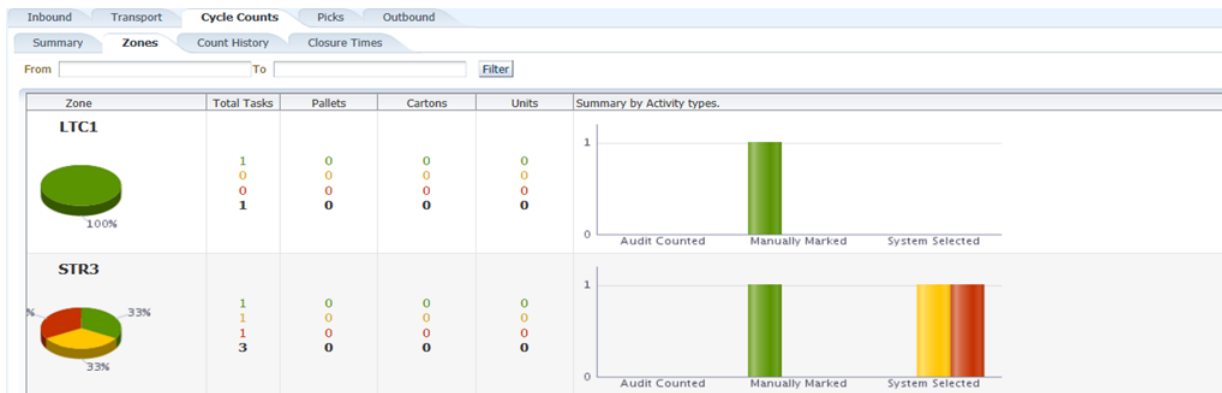 Inbound Transport Cycle Counts Picks Outbound
Summary Zones Count History Closure Times
From To Filter
Zone Total Tasks Pallets Cartons Units Summary by Activity types.
LTC1
100%
1 0 0 0
0 0 0 0
0 0 0 0
1 0 0 0
1
0
Audit Counted Manually Marked System Selected
STR3
% 33%
33%
1 0 0 0
1 0 0 0
1 0 0 0
3 0 0 0
1
0
Audit Counted Manually Marked System Selected